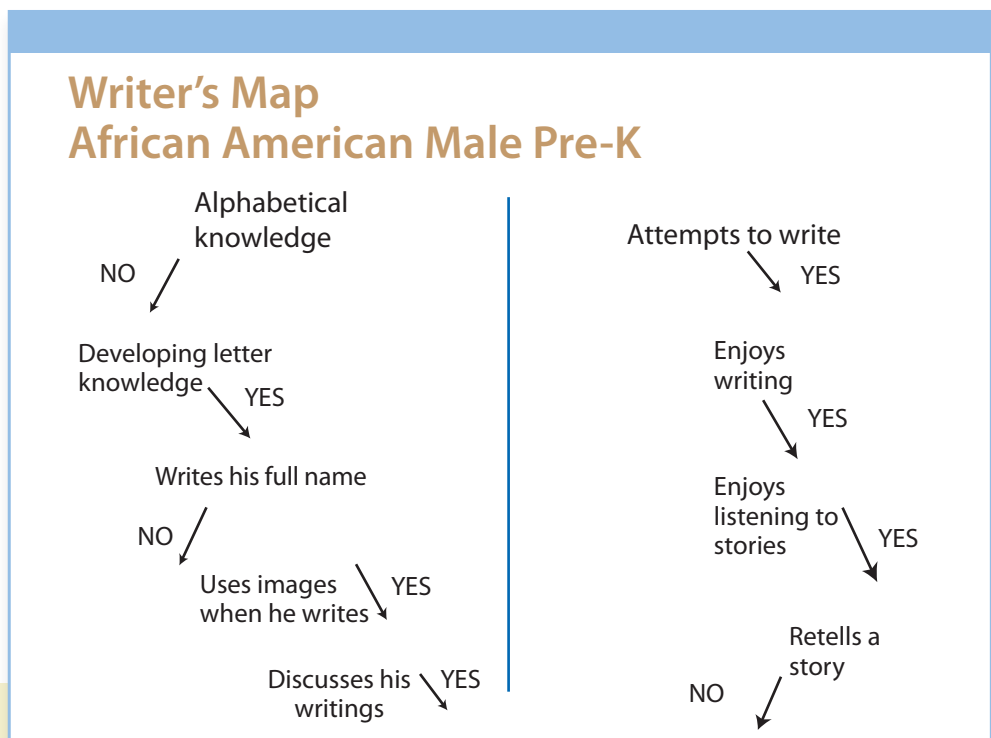 Writer’s Map
African American Male Pre-K
Alphabetical
knowledge
NO
Developing letter
knowledge
YES
Writes his full name
NO
Uses images
when he writes
YES
Discusses his
writings
YES
Attempts to write
YES
Enjoys
writing
YES
Enjoys
listening to
stories
YES
Retells a
story
NO